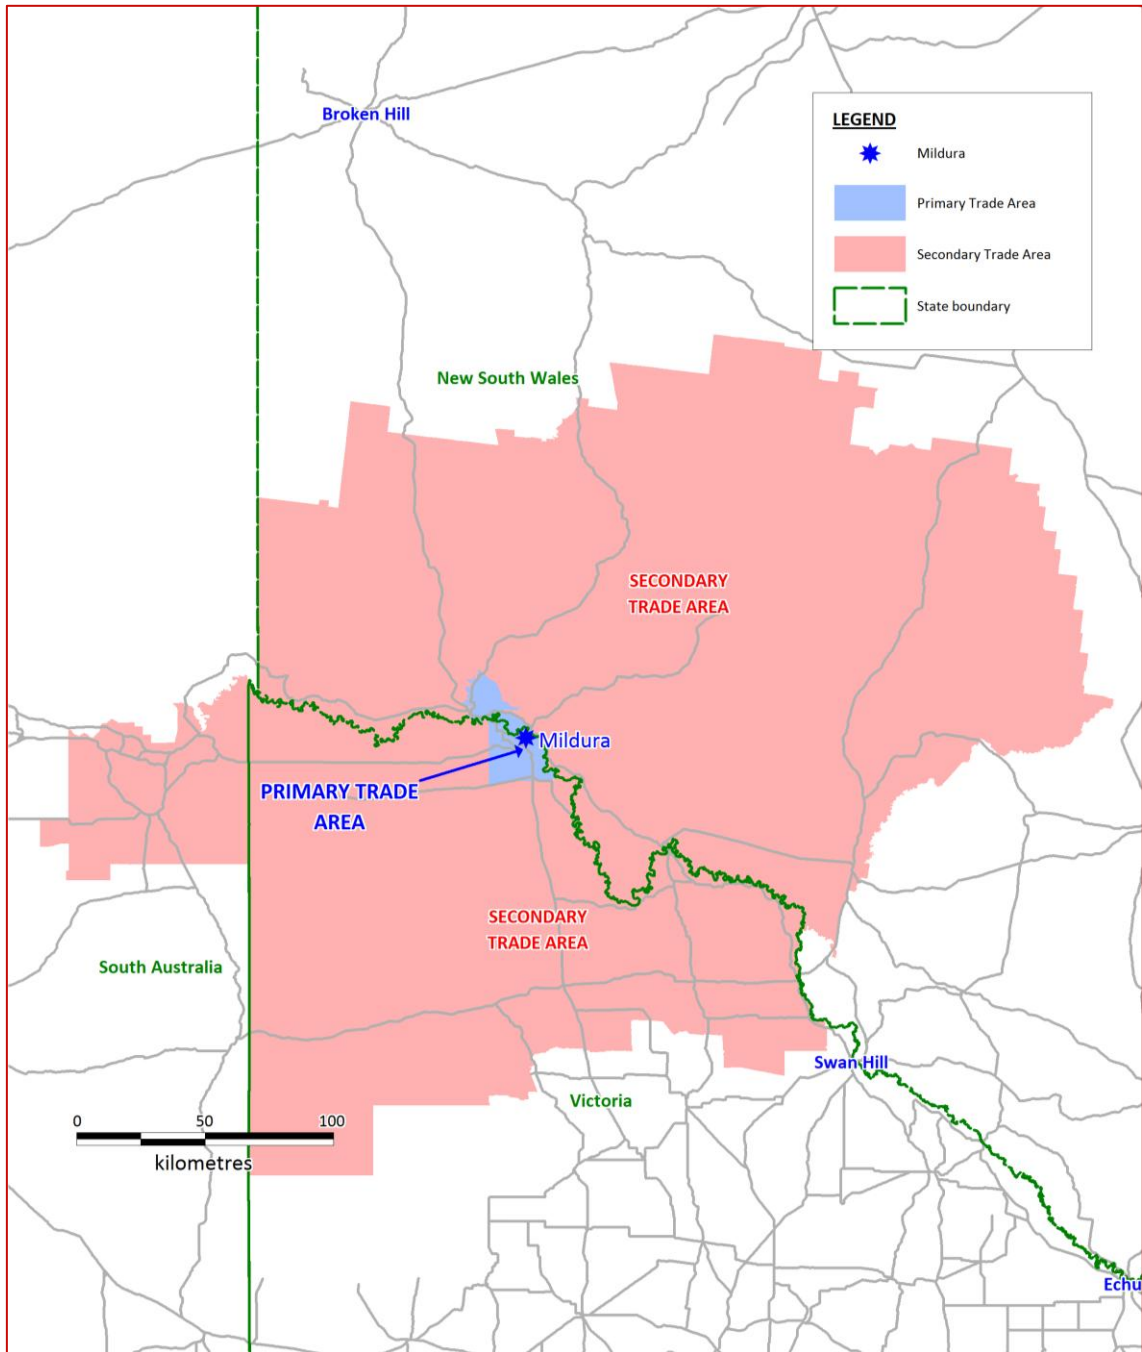 Broken Hill
LEGEND
Mildura
Primary Trade Area
Secondary Trade Area
State boundary
New South Wales
SECONDARY
TRADE AREA
Mildura
PRIMARY TRADE
AREA
SECONDARY
TRADE AREA
South Australia
Swan Hill
Victoria
0 50 100
kilometres
Echu